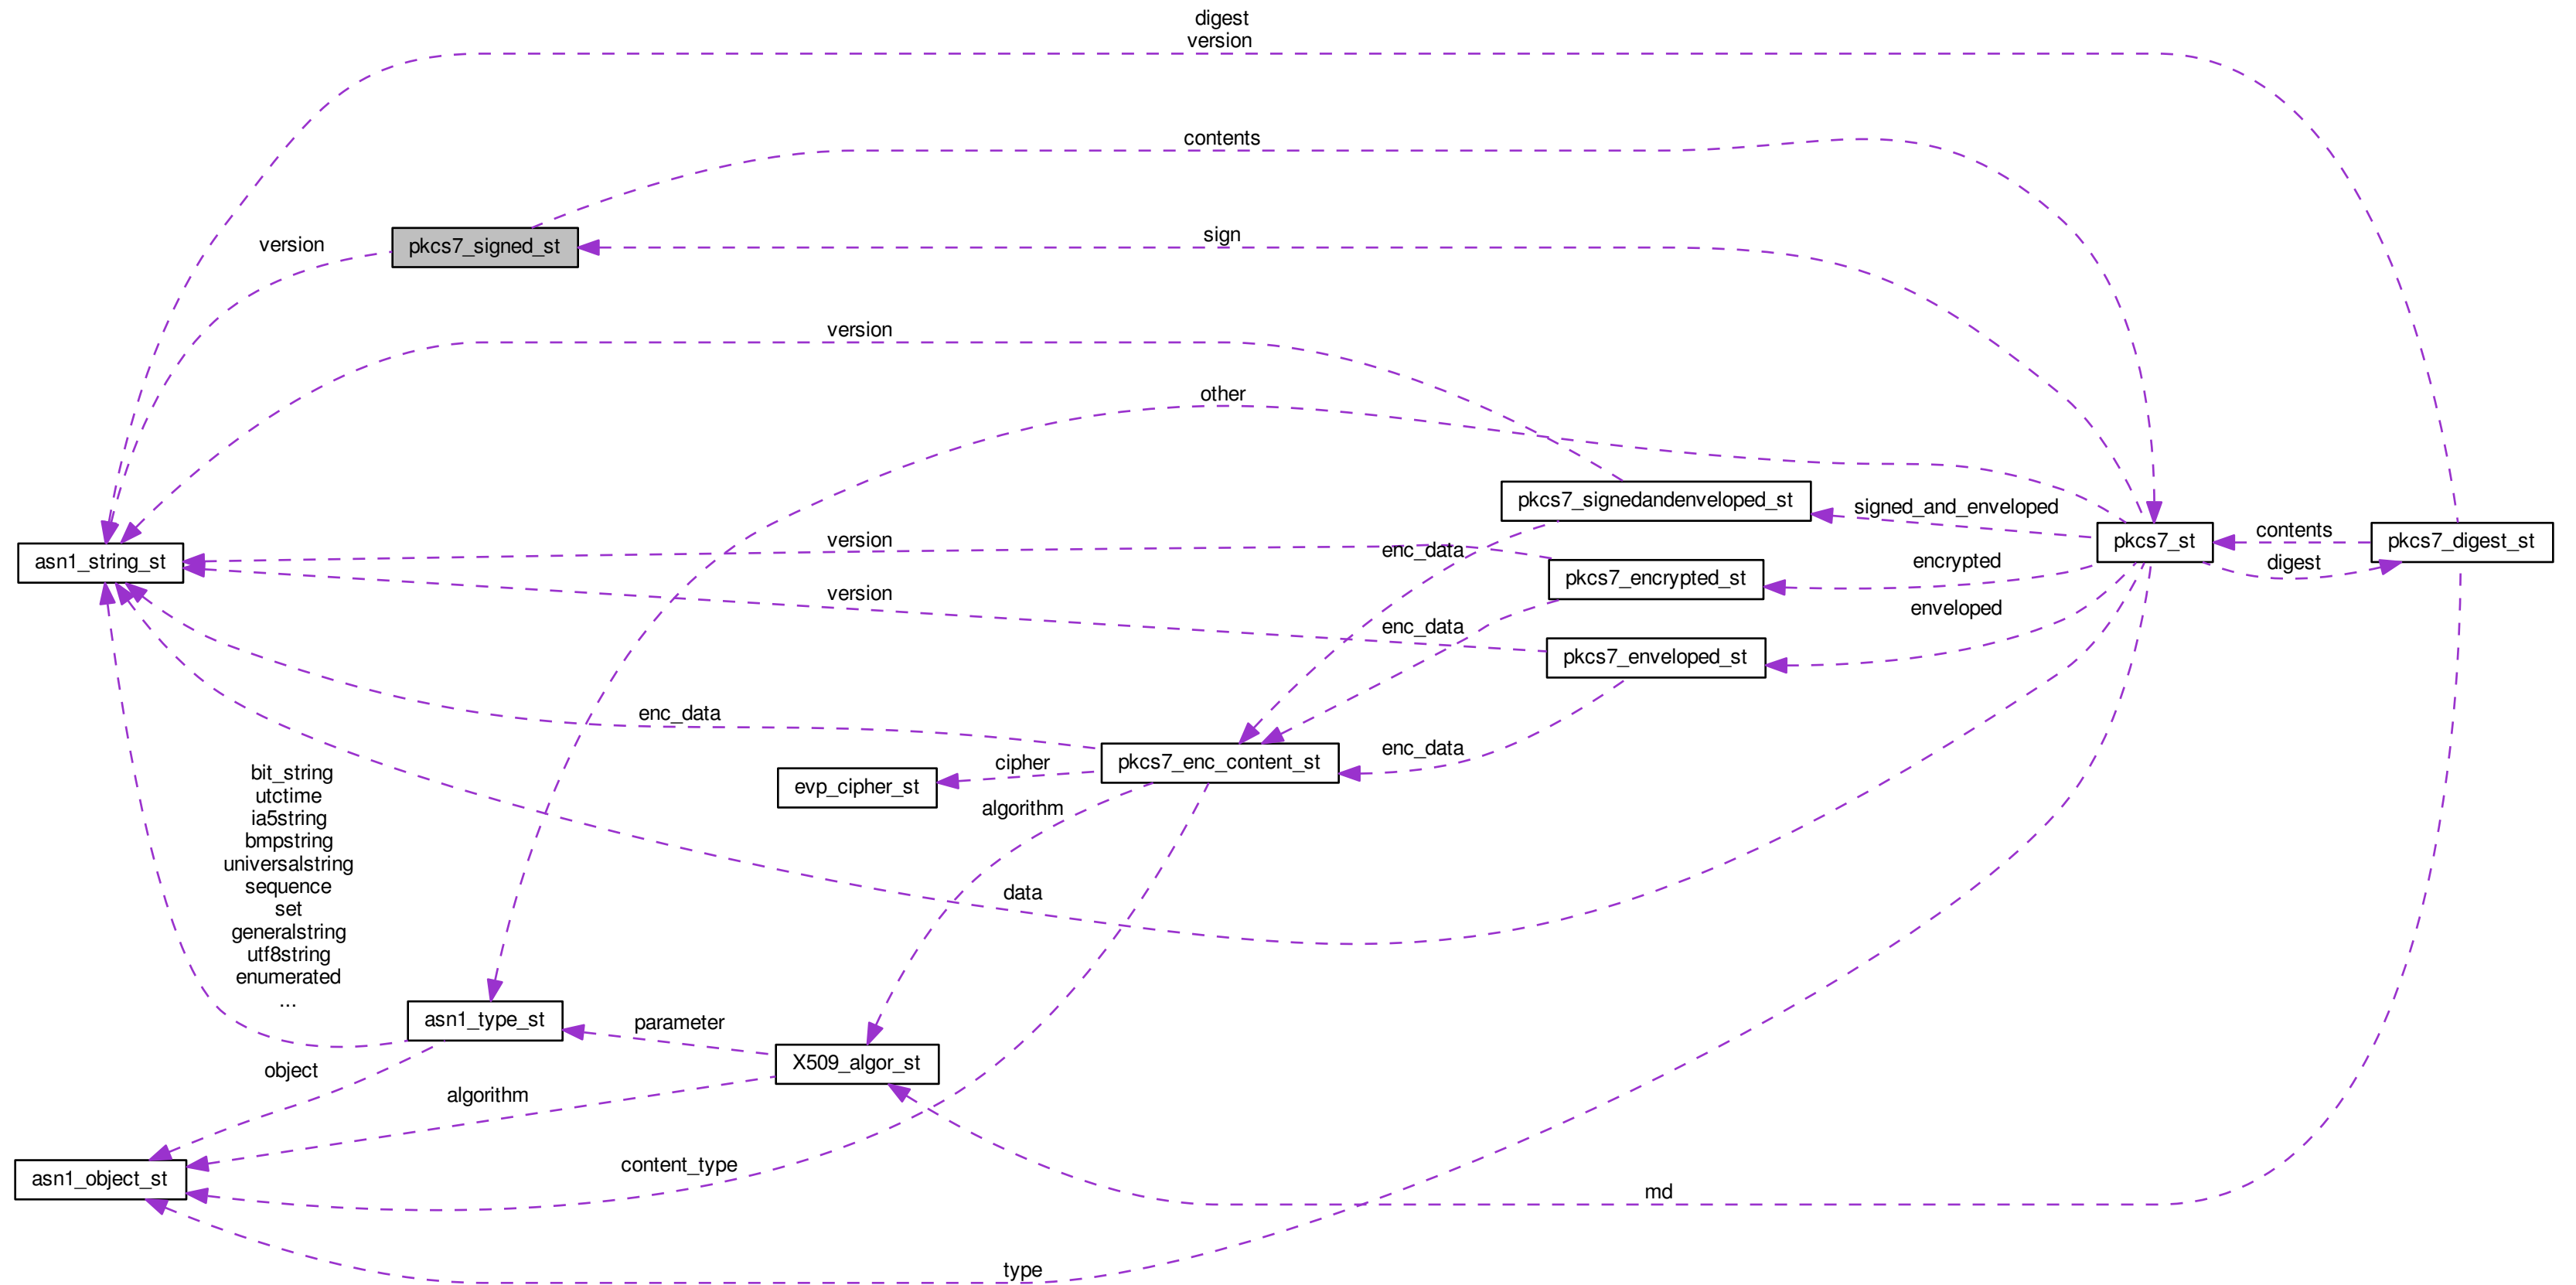 digest
version
contents
version
pkcs7_signed_st
sign
version
other
pkcs7_signedandenveloped_st
signed_and_enveloped
contents
asn1_string_st
version
enc_data
pkcs7_encrypted_st
encrypted
pkcs7_st
digest
pkcs7_digest_st
version
enc_data
pkcs7_enveloped_st
enveloped
enc_data
enc_data
pkcs7_enc_content_st
cipher
evp_cipher_st
algorithm
bit_string
utctime
ia5string
bmpstring
universalstring
sequence
set
generalstring
utf8string
enumerated
...
data
asn1_type_st
parameter
X509_algor_st
object
algorithm
asn1_object_st
content_type
md
type